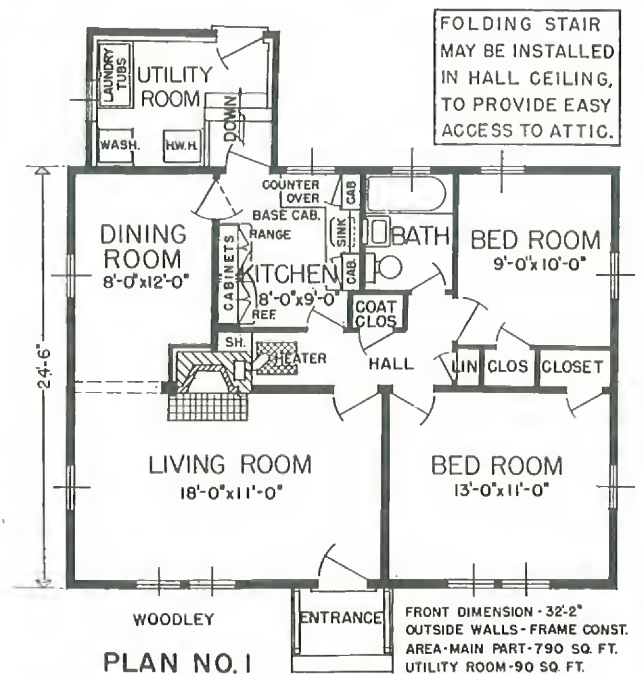 FOLDING STAIR
MAY BE INSTALLED
IN HALL CEILING,
TO PROVIDE EASY
ACCESS TO ATTIC.
LAUNDRY
TUBS
UTILITY
ROOM
WASH.
H.W.H.
DOWN
COUNTER
OVER
BASE CAB.
CAB
SINK
CAB.
RANGE
CABINETS
KITCHEN
8'-0"x9'-0"
REF.
DINING
ROOM
8'-0"x12'-0"
BATH
BED ROOM
9'-0"x10'-0"
COAT
CLOS
SH.
HEATER
HALL
LIN
CLOS
CLOSET
24'-6"
LIVING ROOM
18'-0"x11'-0"
BED ROOM
13'-0"x11'-0"
WOODLEY
PLAN NO.1
ENTRANCE
FRONT DIMENSION - 32'-2"
OUTSIDE WALLS - FRAME CONST.
AREA - MAIN PART - 790 SQ. FT.
UTILITY ROOM - 90 SQ. FT.